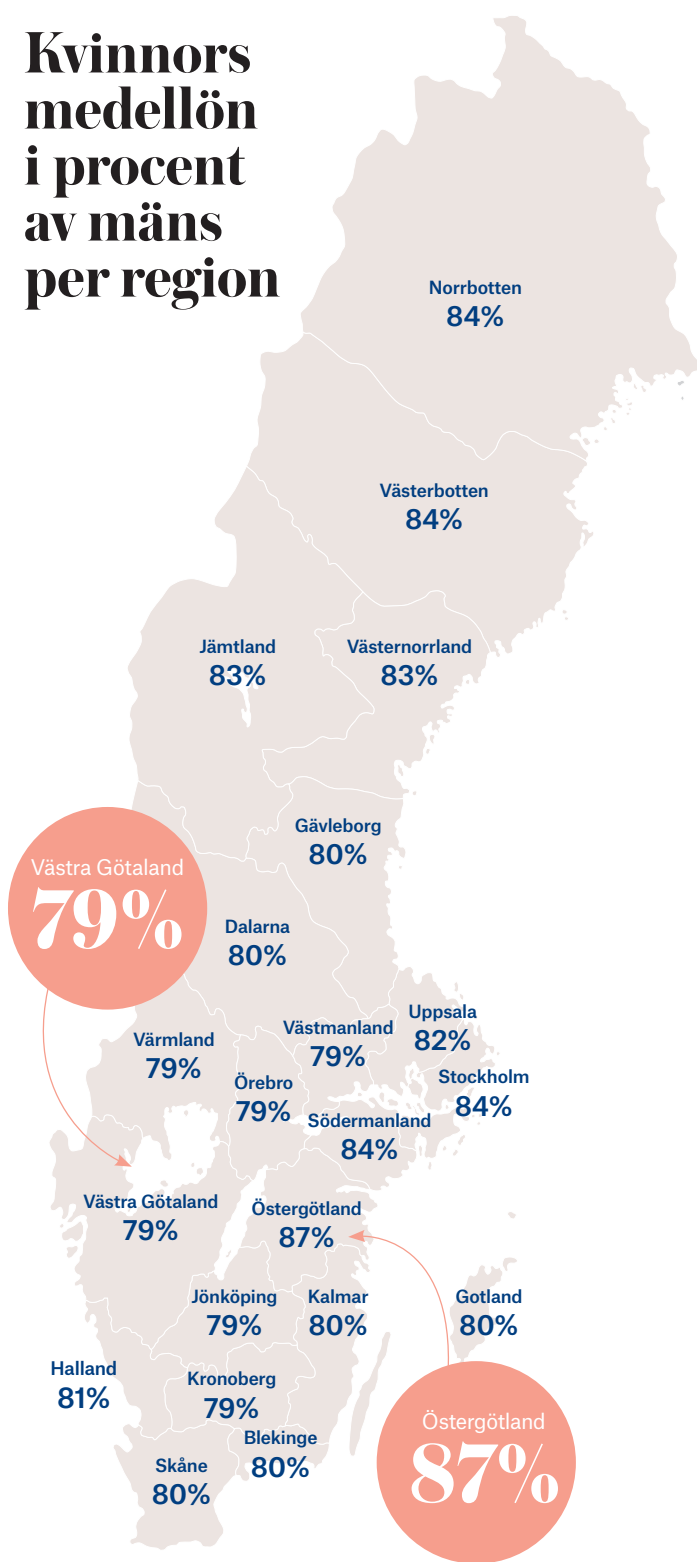 Kvinnors
medellön
i procent
av mäns
per region
Norrbotten
84%
Västerbotten
84%
Jämtland
83%
Västernorrland
83%
Gävleborg
80%
Västra Götaland
79%
Dalarna
80%
Uppsala
82%
Västmanland
79%
Värmland
79%
Stockholm
84%
Örebro
79%
Södermanland
84%
Västra Götaland
79%
Östergötland
87%
Jönköping
79%
Kalmar
80%
Gotland
80%
Halland
81%
Kronoberg
79%
Östergötland
87%
Blekinge
80%
Skåne
80%